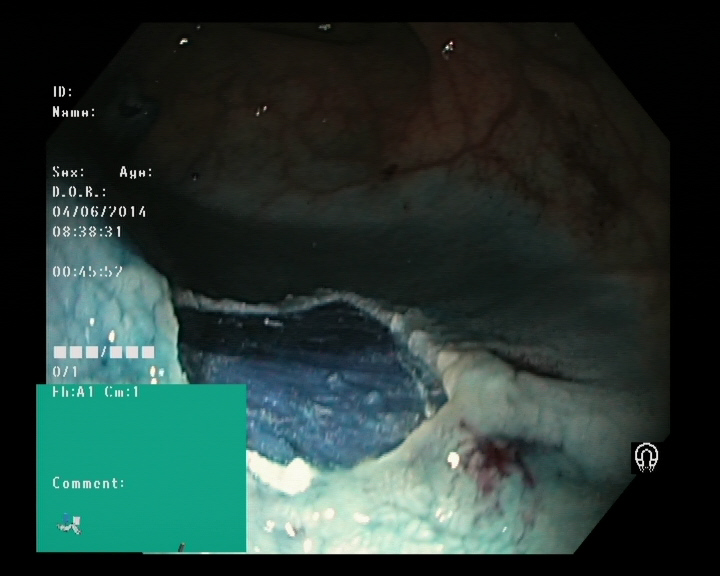 ID:
Name:
Sex: Age:
D.O.B.:
04/06/2014
08:38:31
00:45:52
■■■/■■■
0/1
Eh:A1 Cm:1
Comment: